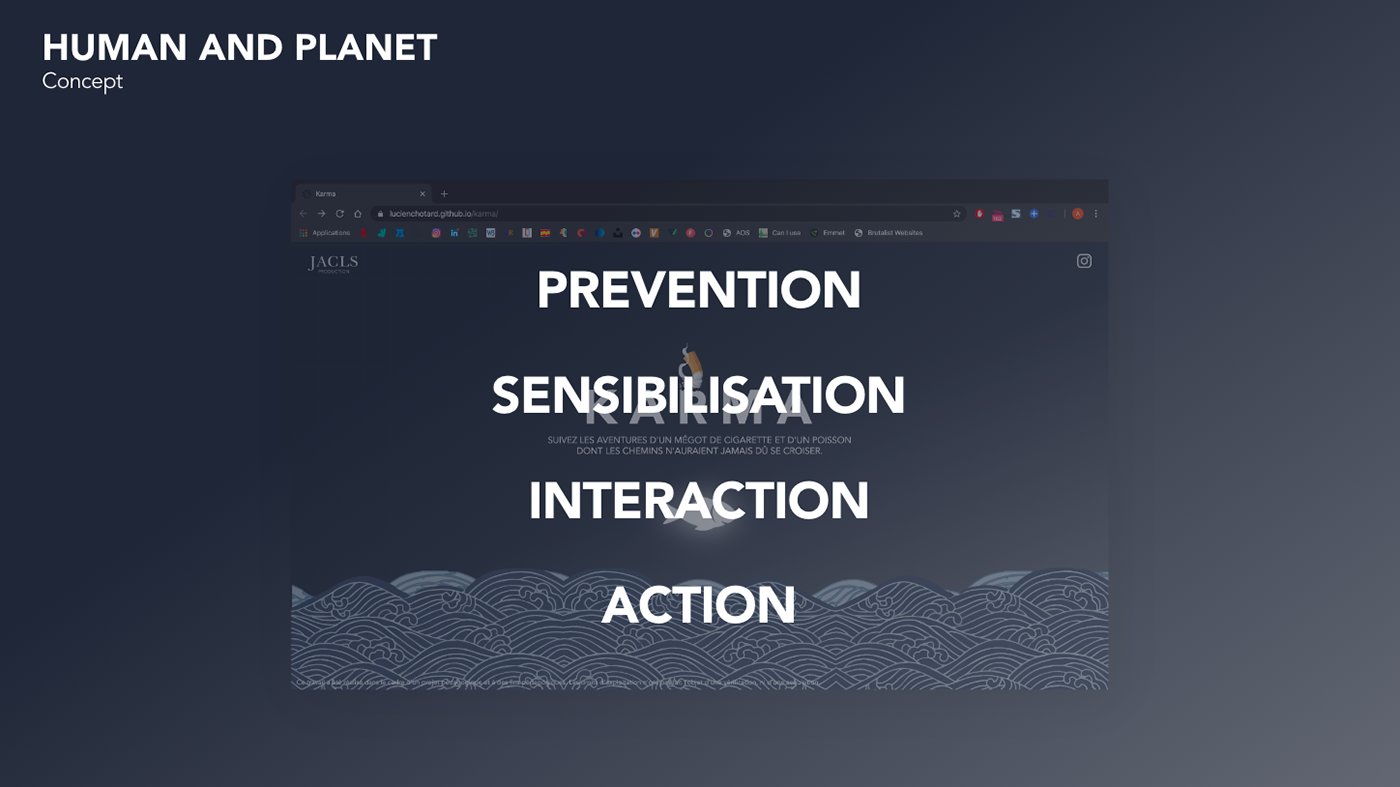 HUMAN AND PLANET
Concept
Karma
lucienchotard.github.io/karma/
Applications
AOS
Can I use
Emmet
Brutalist Websites
JACLS
PRODUCTION
PREVENTION
SENSIBILISATION
KARMA
SUIVEZ LES AVENTURES D'UN MÉGOT DE CIGARETTE ET D'UN POISSON
DONT LES CHEMINS N'AURAIENT JAMAIS DÛ SE CROISER.
INTERACTION
ACTION